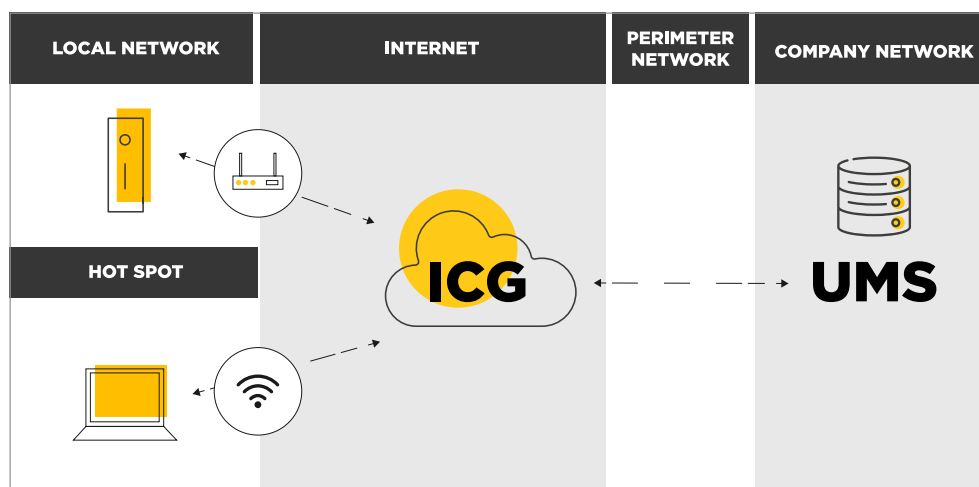 LOCAL NETWORK
INTERNET
PERIMETER
NETWORK
COMPANY NETWORK
HOT SPOT
ICG
UMS